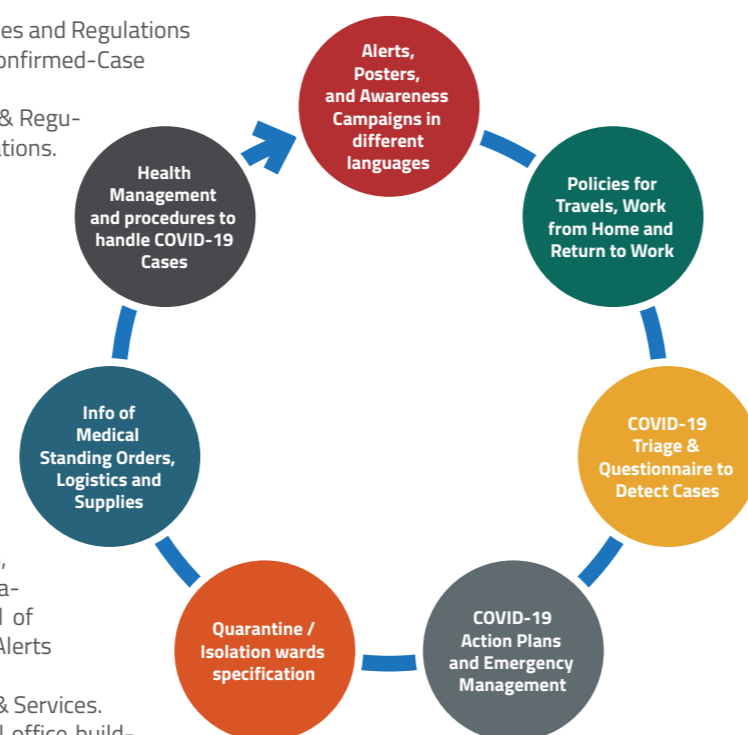 es and Regulations
onfirmed-Case
& Regu-
ations.
Alerts,
Posters,
and Awareness
Campaigns in
different
languages
Policies for
Travels, Work
from Home and
Return to Work
COVID-19
Triage &
Questionnaire to
Detect Cases
COVID-19
Action Plans
and Emergency
Management
Quarantine /
Isolation wards
specification
Info of
Medical
Standing Orders,
Logistics and
Supplies
Health
Management
and procedures to
handle COVID-19
Cases
a-
of
Alerts
& Services.
office build-